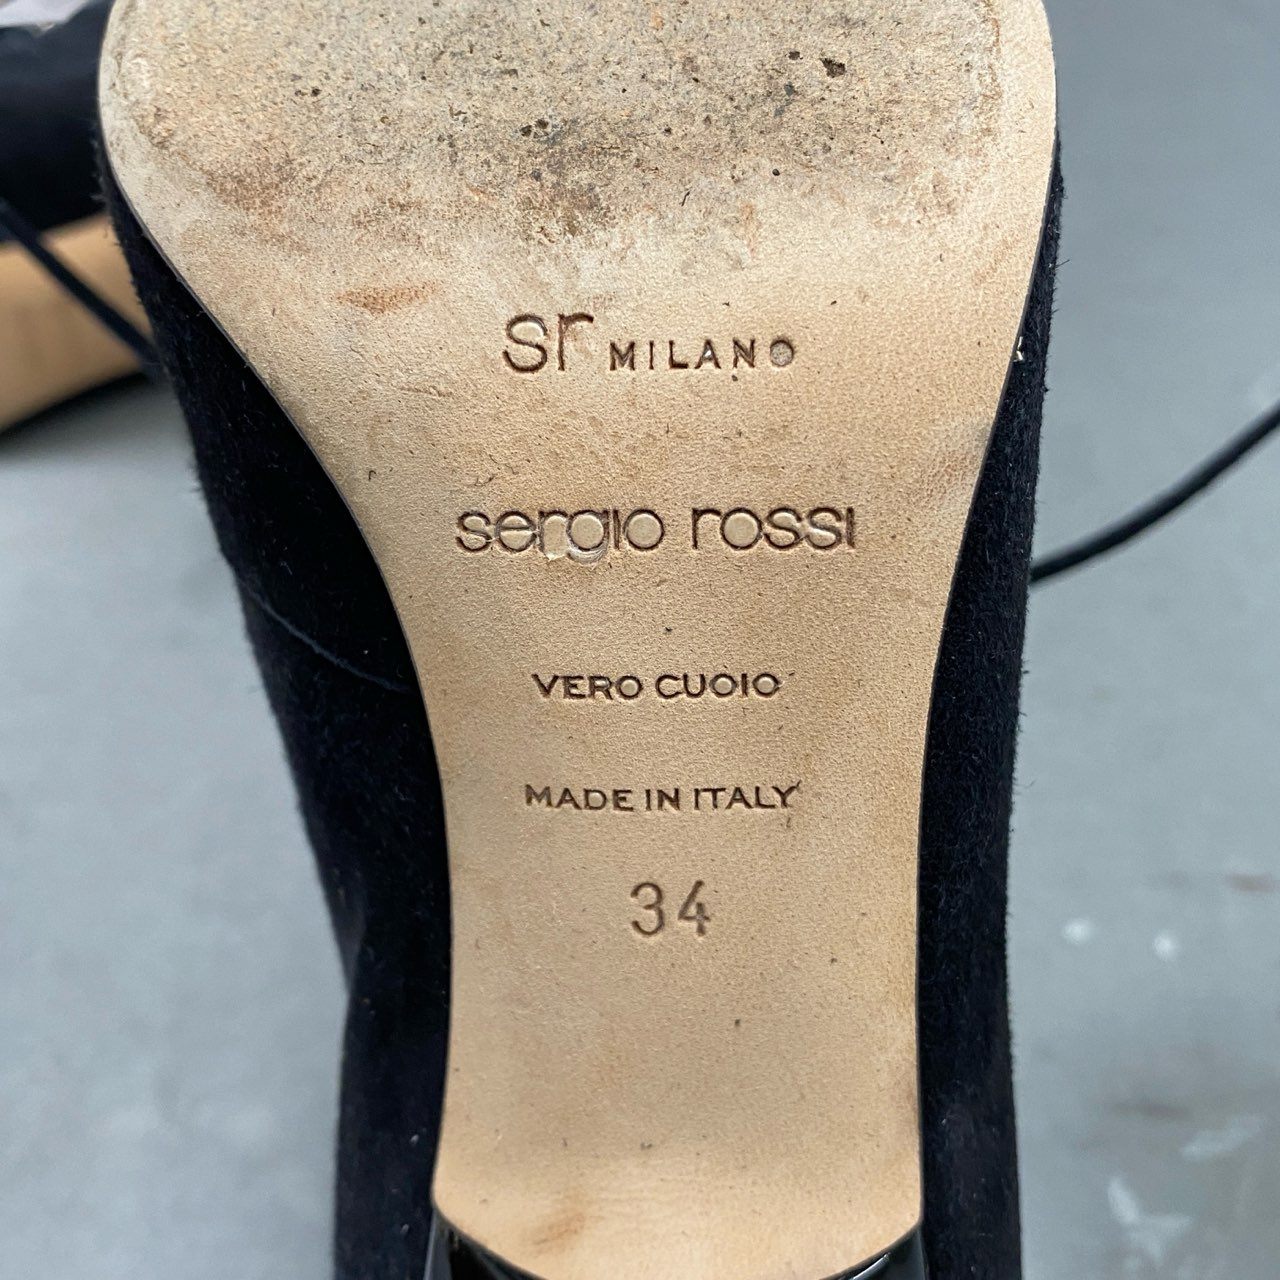 sr MILANO
sergio rossi
VERO CUOIO
MADE IN ITALY
34